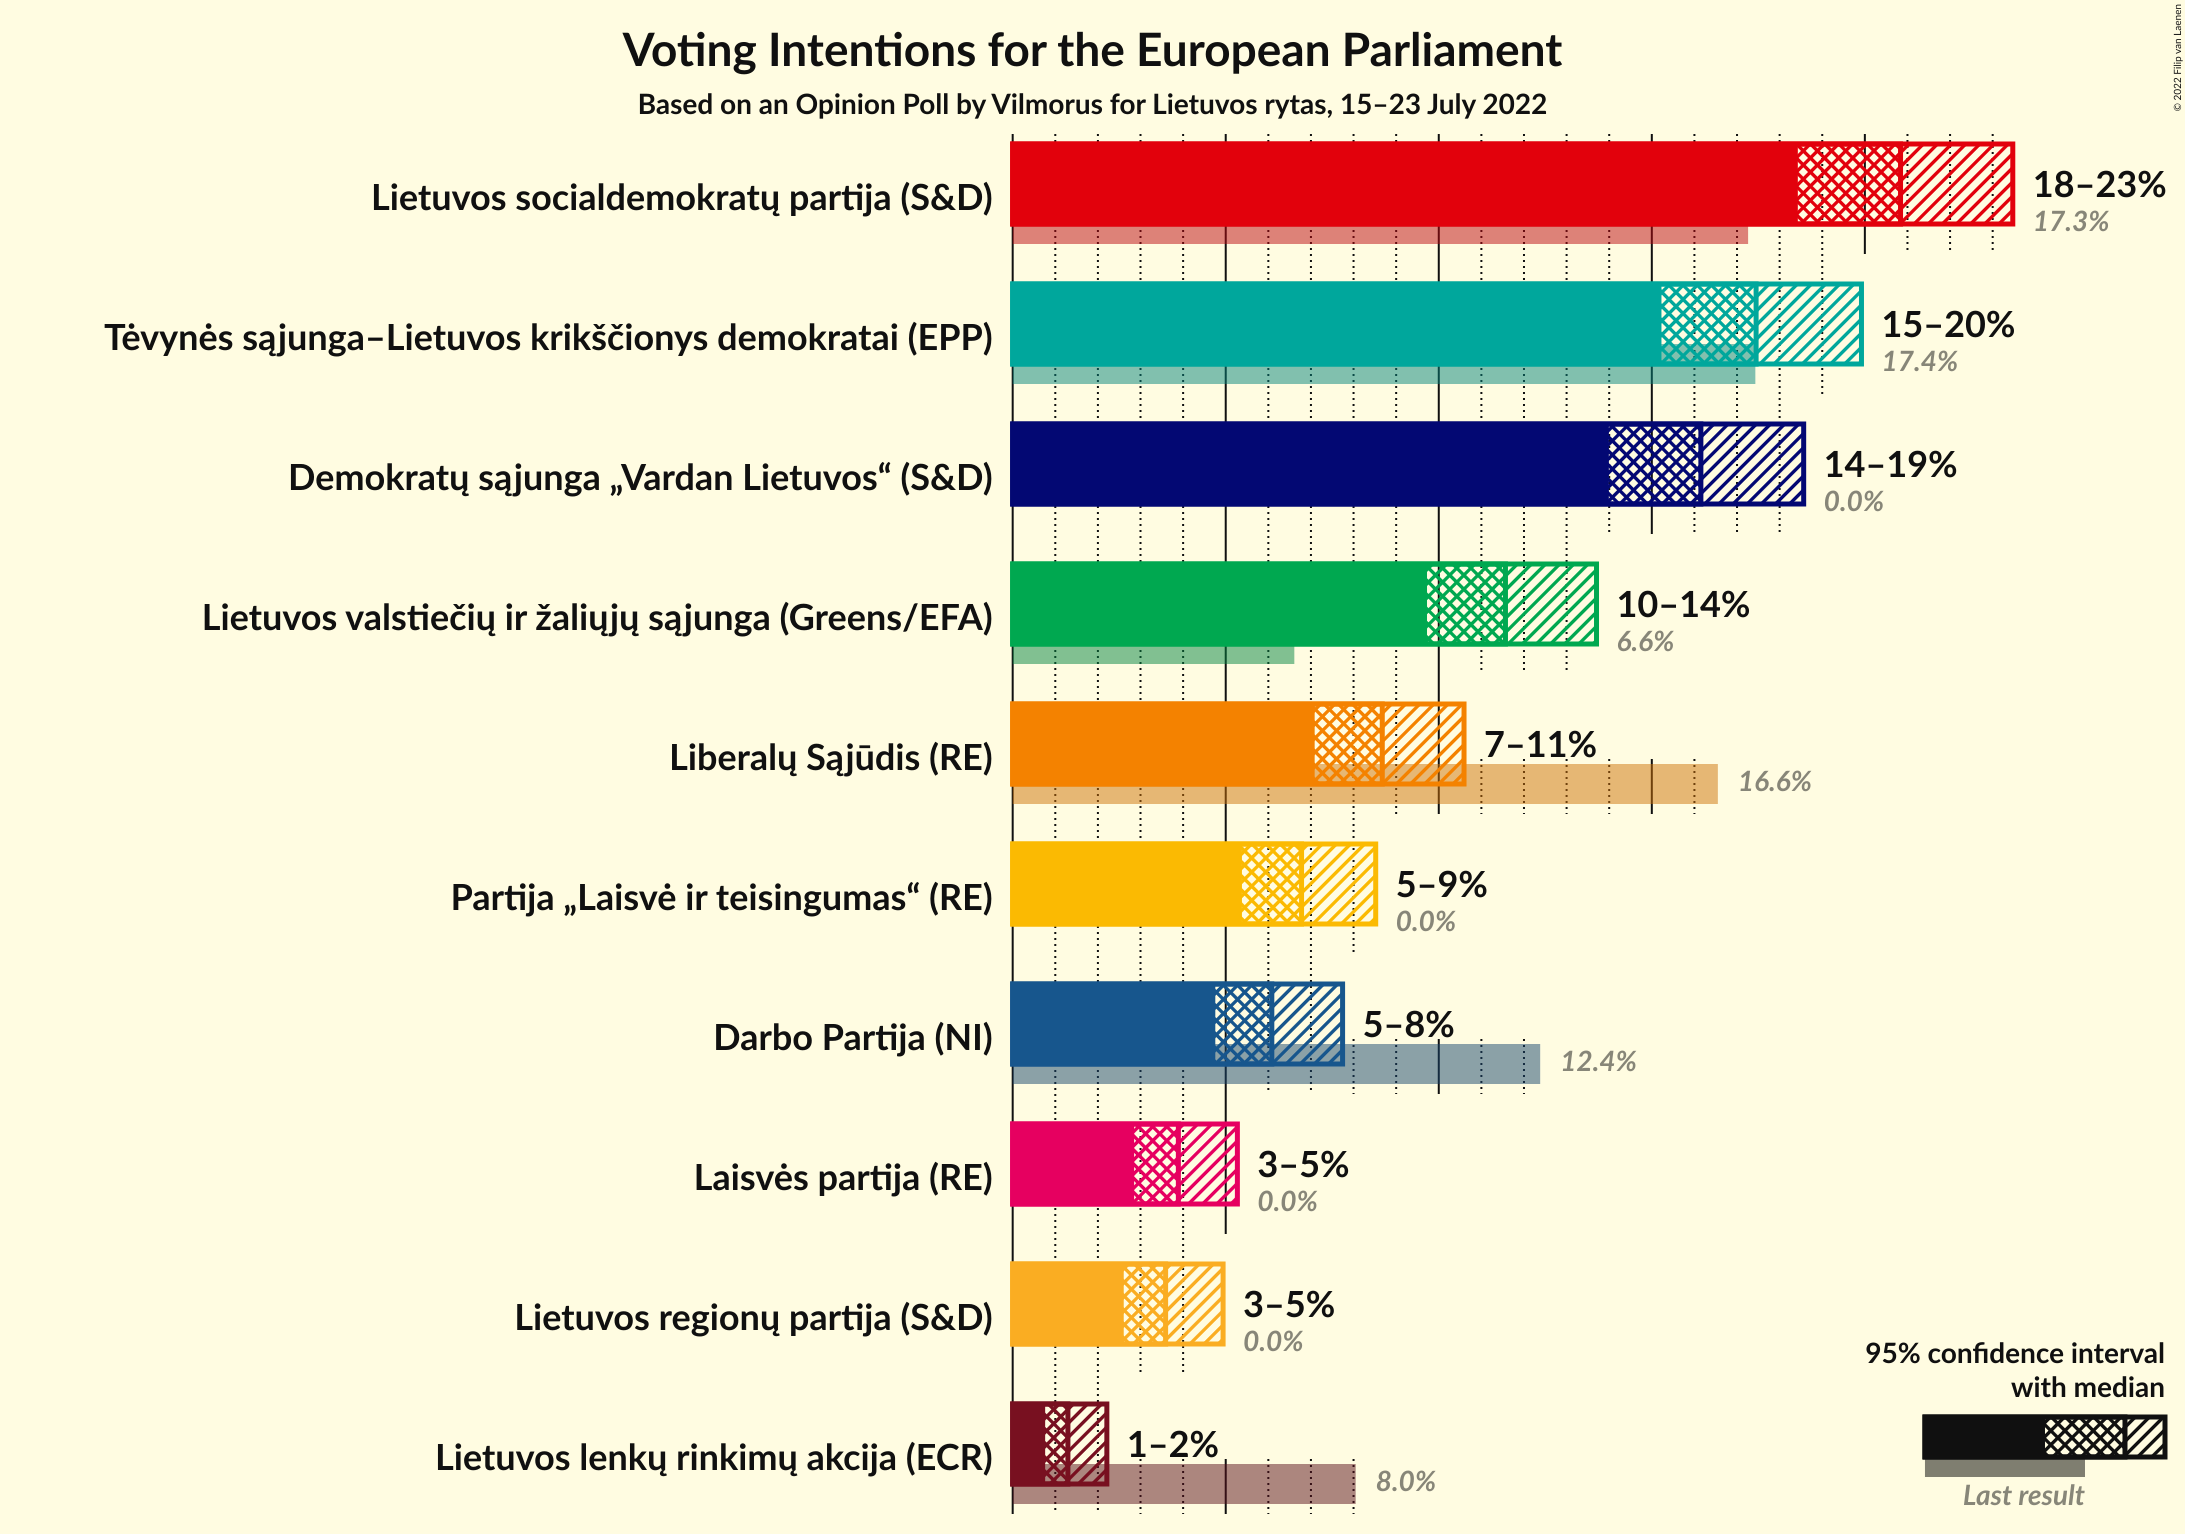 Voting Intentions for the European Parliament
Based on an Opinion Poll by Vilmorus for Lietuvos rytas, 15–23 July 2022
© 2022 Filip van Laenen
Lietuvos socialdemokratų partija (S&D)
18–23%
17.3%
Tėvynės sąjunga–Lietuvos krikščionys demokratai (EPP)
15–20%
17.4%
Demokratų sąjunga „Vardan Lietuvos“ (S&D)
14–19%
0.0%
Lietuvos valstiečių ir žaliųjų sąjunga (Greens/EFA)
10–14%
6.6%
Liberalų Sąjūdis (RE)
7–11%
16.6%
Partija „Laisvė ir teisingumas“ (RE)
5–9%
0.0%
Darbo Partija (NI)
5–8%
12.4%
Laisvės partija (RE)
3–5%
0.0%
Lietuvos regionų partija (S&D)
3–5%
0.0%
Lietuvos lenkų rinkimų akcija (ECR)
1–2%
8.0%
95% confidence interval
with median
Last result